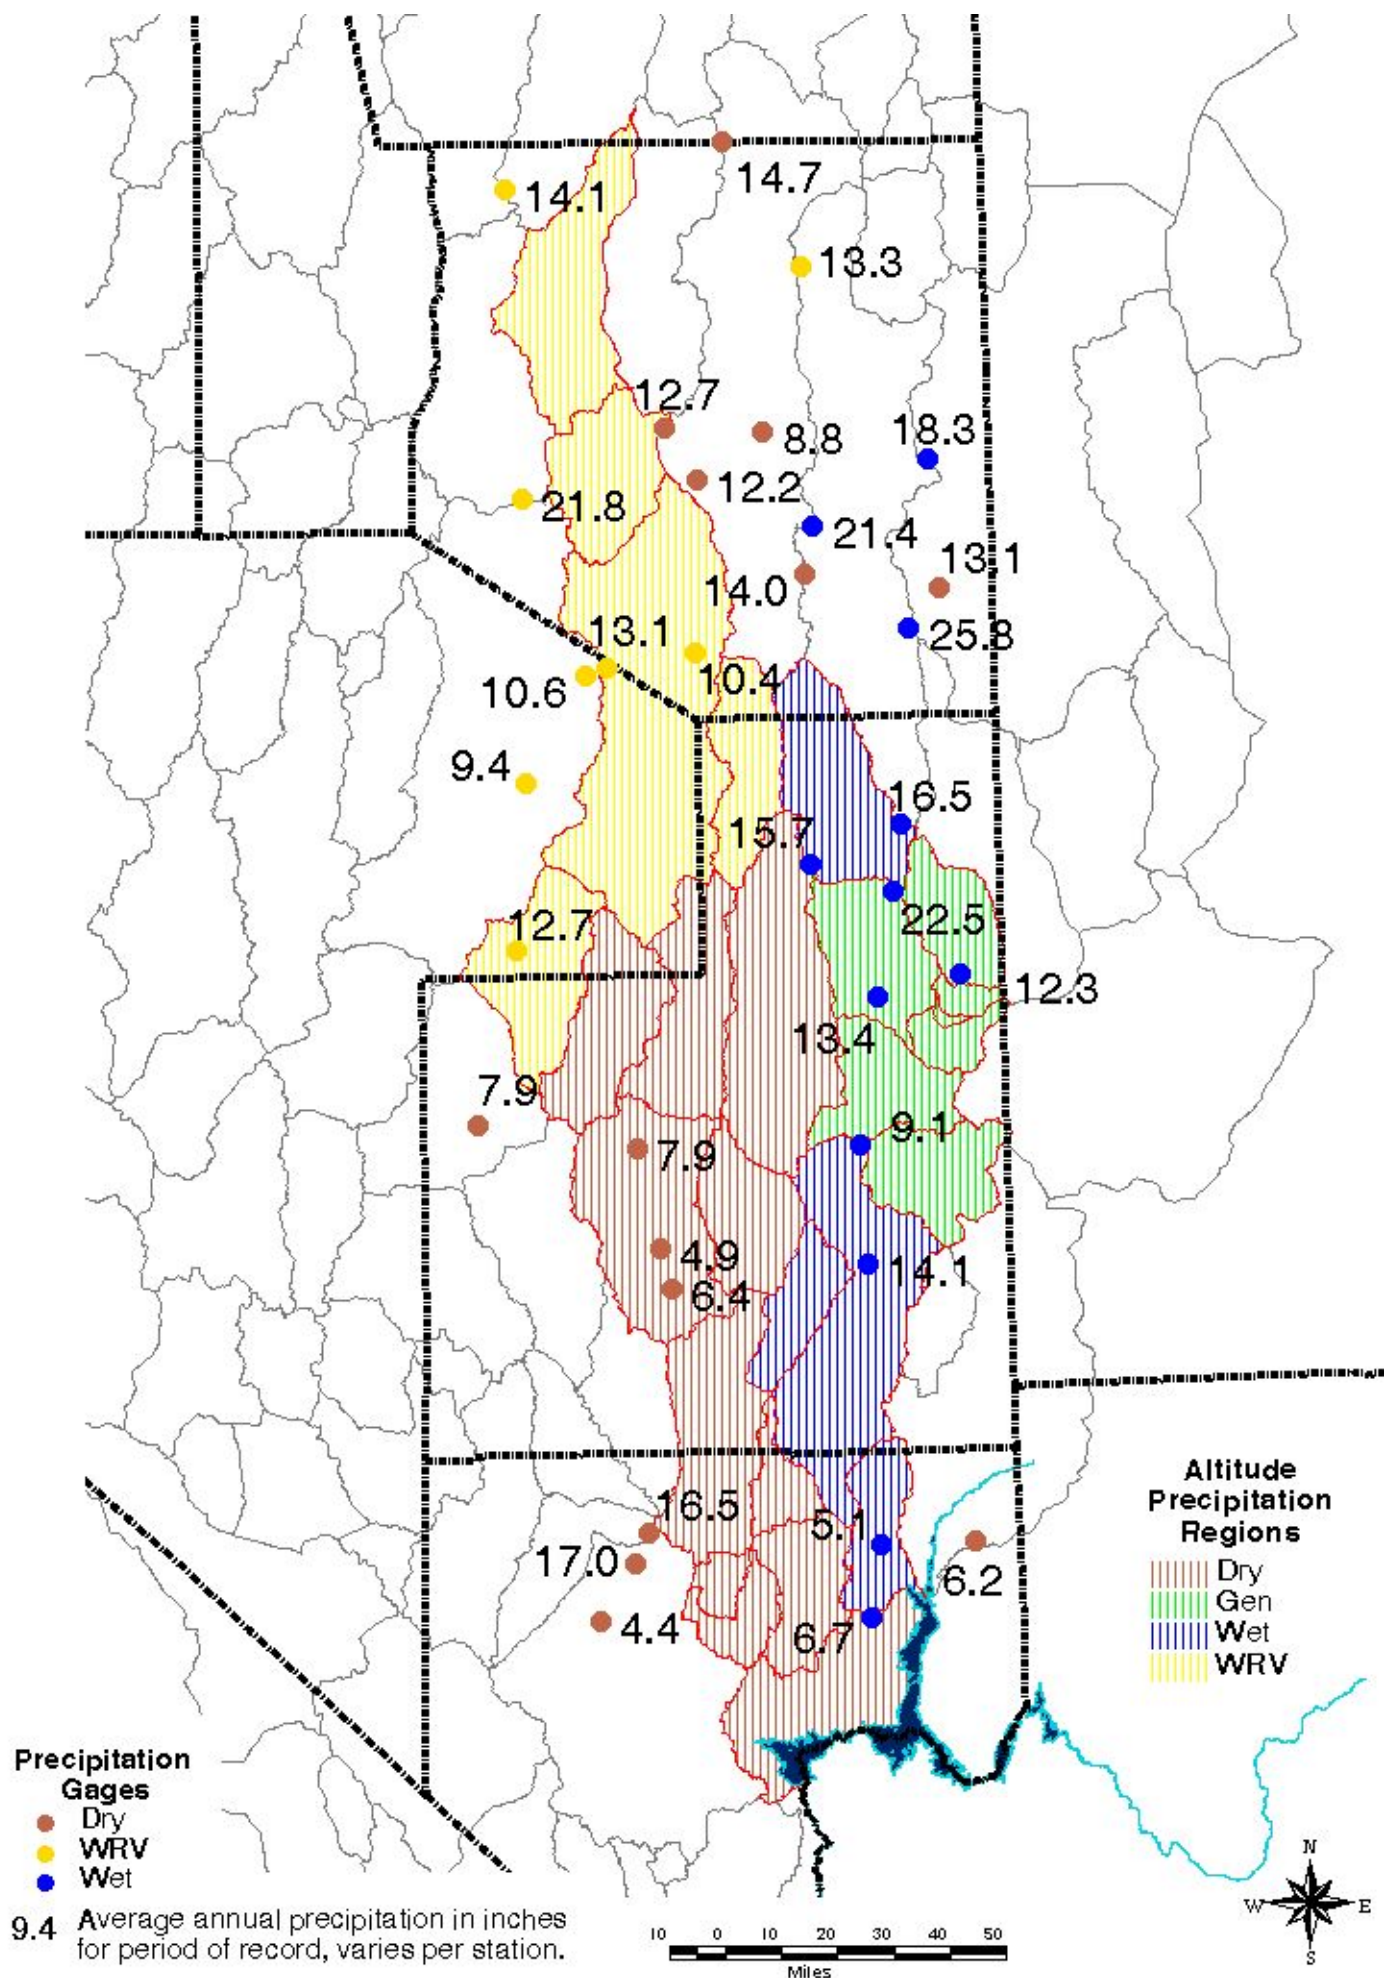 14.7
14.1
13.3
12.7
8.8
18.3
12.2
21.8
21.4
13.1
14.0
25.8
13.1
10.4
10.6
9.4
16.5
15.7
12.7
22.5
12.3
13.4
7.9
9.1
7.9
4.9
14.1
6.4
16.5
5.1
17.0
6.2
4.4
6.7
Altitude
Precipitation
Regions
Dry
Gen
Wet
WRV
Precipitation
Gages
Dry
WRV
Wet
9.4 Average annual precipitation in inches
for period of record, varies per station.
10 0 10 20 30 40 50
Miles
N
W E
S